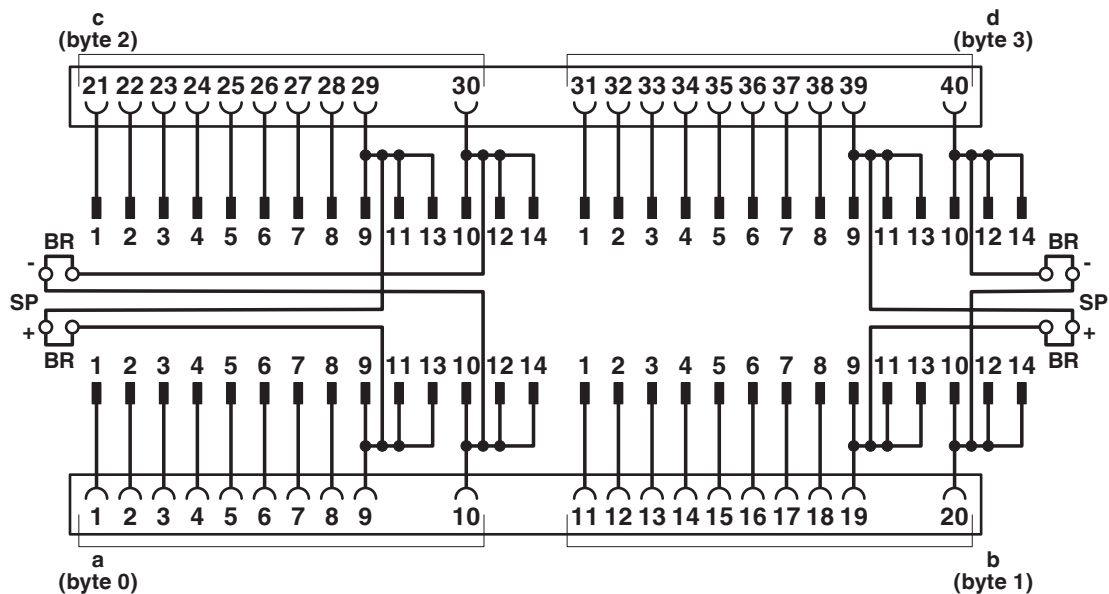 c d
(byte 2) (byte 3)
21 22 23 24 25 26 27 28 29 30 31 32 33 34 35 36 37 38 39 40
1 2 3 4 5 6 7 8 9 11 13 10 12 14 1 2 3 4 5 6 7 8 9 11 13 10 12 14
BR BR
- -
SP SP
+ +
BR BR
1 2 3 4 5 6 7 8 9 11 13 10 12 14 1 2 3 4 5 6 7 8 9 11 13 10 12 14
1 2 3 4 5 6 7 8 9 10 11 12 13 14 15 16 17 18 19 20
a b
(byte 0) (byte 1)